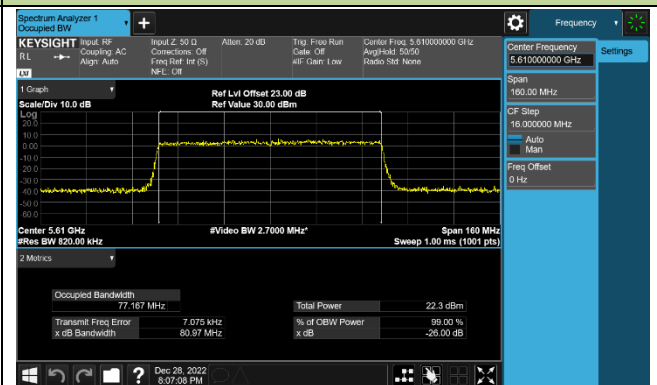 Spectrum Analyzer 1
Occupied BW
+
Frequency
KEYSIGHT
RL
LXI
Input: RF
Coupling: AC
Align: Auto
Input Z: 50 Ω
Corrections: Off
Freq Ref: Int (S)
NFE: Off
Atten: 20 dB
Trig: Free Run
Gate: Off
#IF Gain: Low
Center Freq: 5.610000000 GHz
Avg|Hold: 50/50
Radio Std: None
Center Frequency
5.610000000 GHz
Settings
Span
160.00 MHz
CF Step
16.000000 MHz
Auto
Man
Freq Offset
0 Hz
1 Graph
Scale/Div 10.0 dB
Ref Lvl Offset 23.00 dB
Ref Value 30.00 dBm
Log
20.0
10.0
0.00
-10.0
-20.0
-30.0
-40.0
-50.0
-60.0
Center 5.61 GHz
#Res BW 820.00 kHz
#Video BW 2.7000 MHz*
Span 160 MHz
Sweep 1.00 ms (1001 pts)
2 Metrics
Occupied Bandwidth
77.167 MHz
Total Power 22.3 dBm
Transmit Freq Error 7.075 kHz
% of OBW Power 99.00 %
x dB Bandwidth 80.97 MHz
x dB -26.00 dB
?
Dec 28, 2022
8:07:08 PM